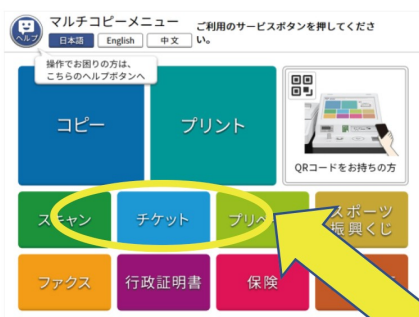 マルチコピーメニュー
ご利用のサービスボタンを押してくださ
い。
ヘルプ
日本語 English 中文
操作でお困りの方は、
こちらのヘルプボタンへ
コピー
プリント
QRコードをお持ちの方
スキャン
チケット
プリペ
スポーツ
振興くじ
ファクス
行政証明書
保険